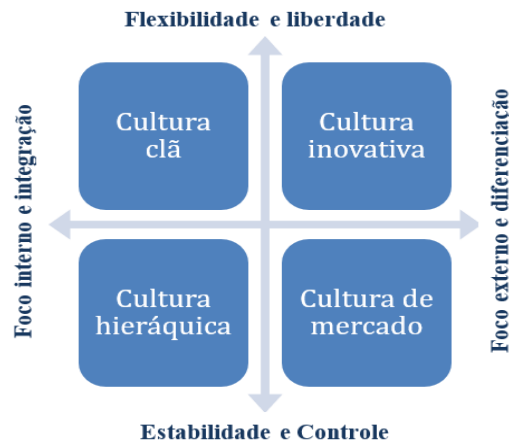 Flexibilidade e liberdade
Foco interno e integração
Cultura
clã
Cultura
inovativa
Foco externo e diferenciação
Cultura
hieráquica
Cultura de
mercado
Estabilidade e Controle